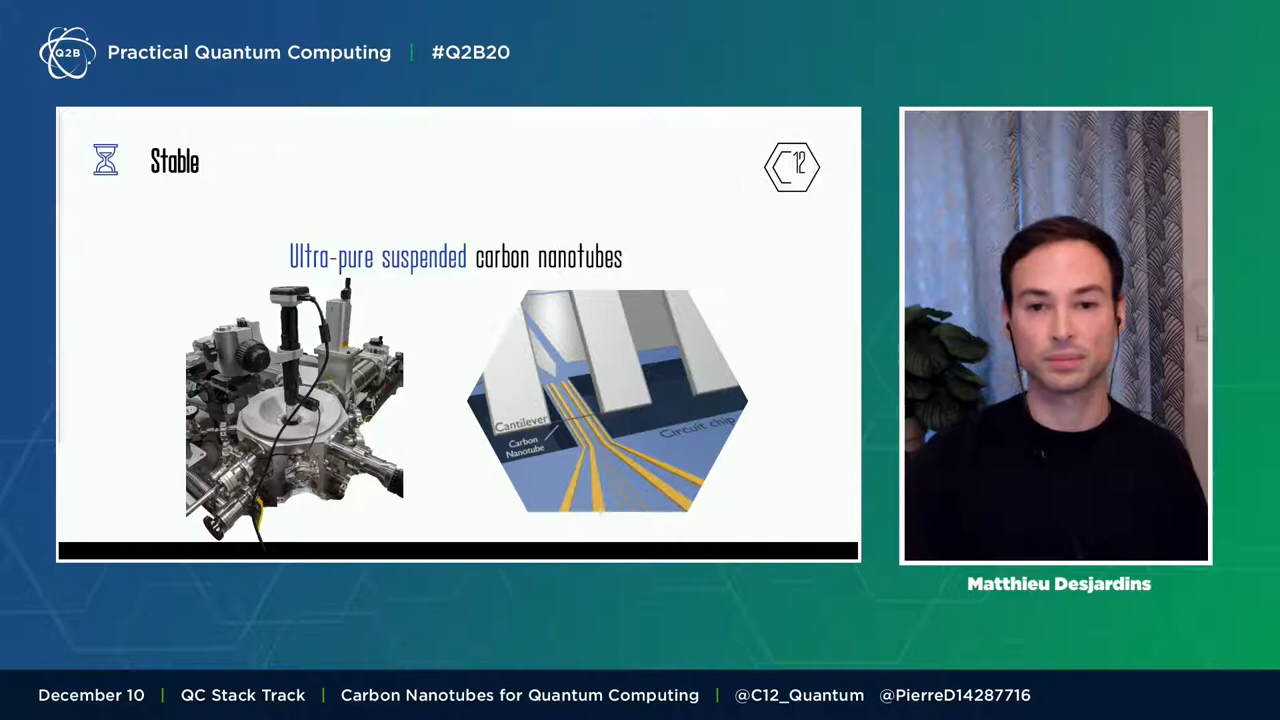 Q2B
Practical Quantum Computing | #Q2B20
Stable
C12
Ultra-pure suspended carbon nanotubes
Cantilever
Carbon
Nanotube
Circuit chip
Matthieu Desjardins
December 10 | QC Stack Track | Carbon Nanotubes for Quantum Computing | @C12_Quantum @PierreD14287716